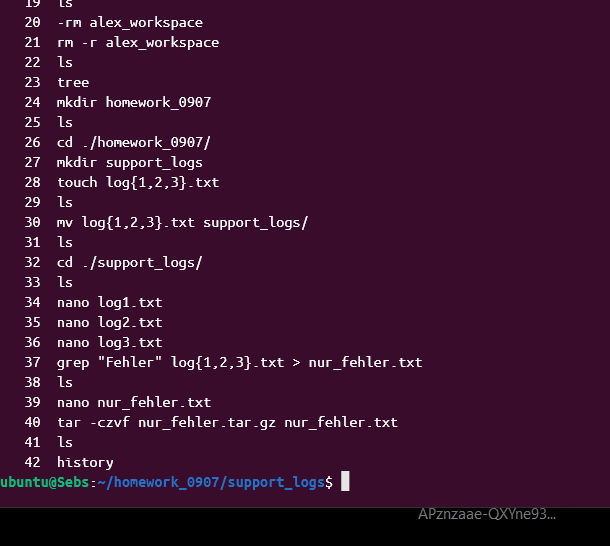 19 ls
20 -rm alex_workspace
21 rm -r alex_workspace
22 ls
23 tree
24 mkdir homework_0907
25 ls
26 cd ./homework_0907/
27 mkdir support_logs
28 touch log{1,2,3}.txt
29 ls
30 mv log{1,2,3}.txt support_logs/
31 ls
32 cd ./support_logs/
33 ls
34 nano log1.txt
35 nano log2.txt
36 nano log3.txt
37 grep "Fehler" log{1,2,3}.txt > nur_fehler.txt
38 ls
39 nano nur_fehler.txt
40 tar -czvf nur_fehler.tar.gz nur_fehler.txt
41 ls
42 history
ubuntu@Sebs:~/homework_0907/support_logs$
APznzaae-QXYne93...